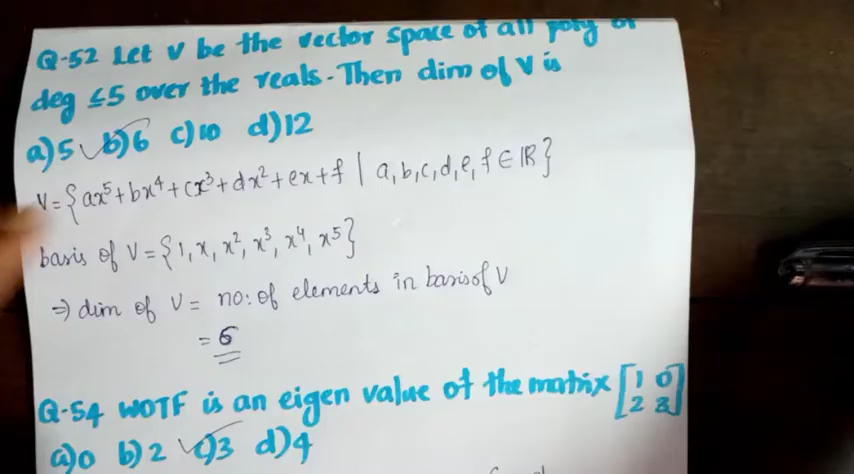 Q-52 Let V be the vector space of all poly of
deg ≤5 over the reals. Then dim of V is
a)5 b)6 c)10 d)12
V = {ax⁵+bx⁴+cx³+dx²+ex+f | a,b,c,d,e,f ∈ ℝ}
basis of V = {1, x, x², x³, x⁴, x⁵}
⇒ dim of V = no: of elements in basis of V
= 6
Q-54 WOTF is an eigen value of the matrix [1 0
2 3]
a)0 b)2 c)3 d)4